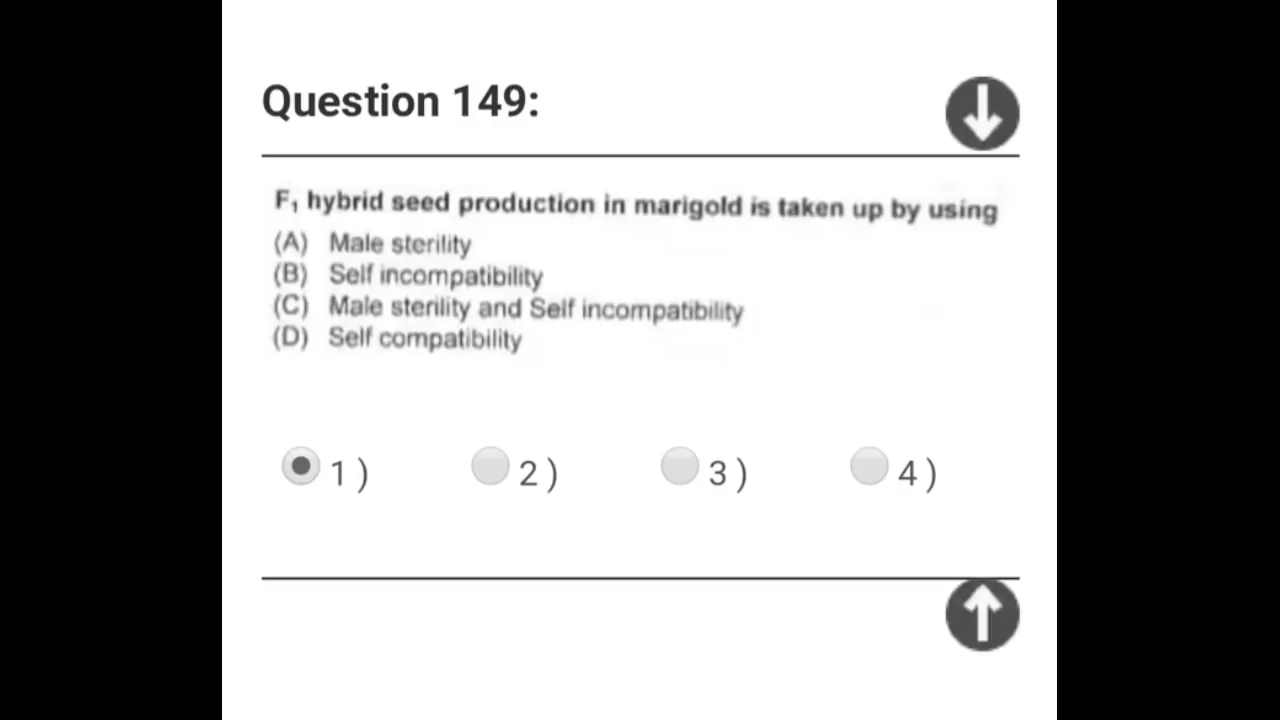 Question 149:
F₁ hybrid seed production in marigold is taken up by using
(A) Male sterility
(B) Self incompatibility
(C) Male sterility and Self incompatibility
(D) Self compatibility
1 ) 2 ) 3 ) 4 )